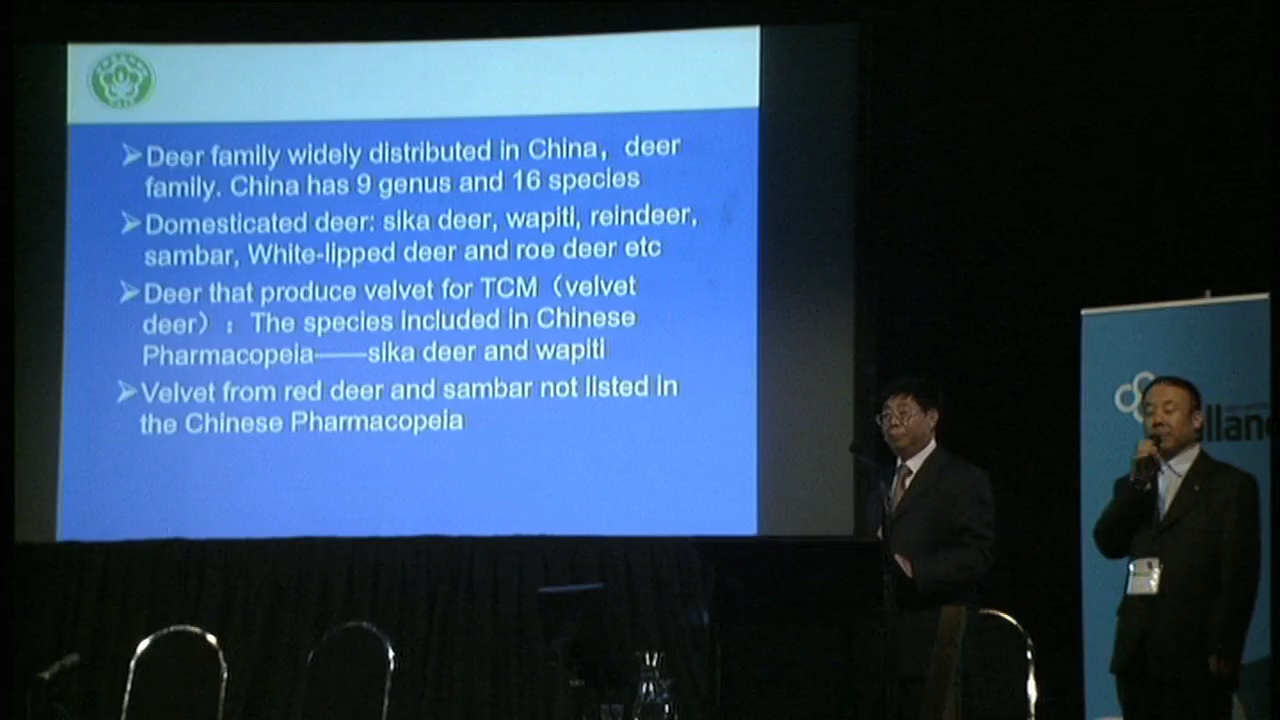 ➢Deer family widely distributed in China，deer
family. China has 9 genus and 16 species
➢Domesticated deer: sika deer, wapiti, reindeer,
sambar, White-lipped deer and roe deer etc
➢Deer that produce velvet for TCM（velvet
deer）：The species included in Chinese
Pharmacopeia——sika deer and wapiti
➢Velvet from red deer and sambar not listed in
the Chinese Pharmacopeia